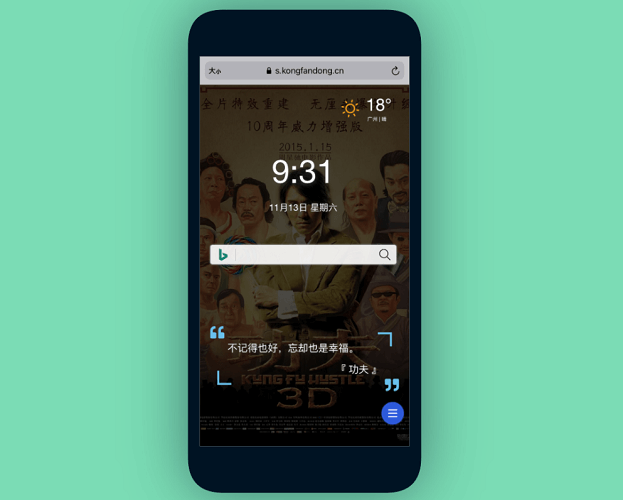 大小
s.kongfandong.cn
全片特效重建 无座
10周年威力增强版
2015.1.15
18°
广州 | 晴
9:31
11月13日 星期六
不记得也好，忘却也是幸福。
『 功夫 』
功夫
KUNG FU HUSTLE
3D